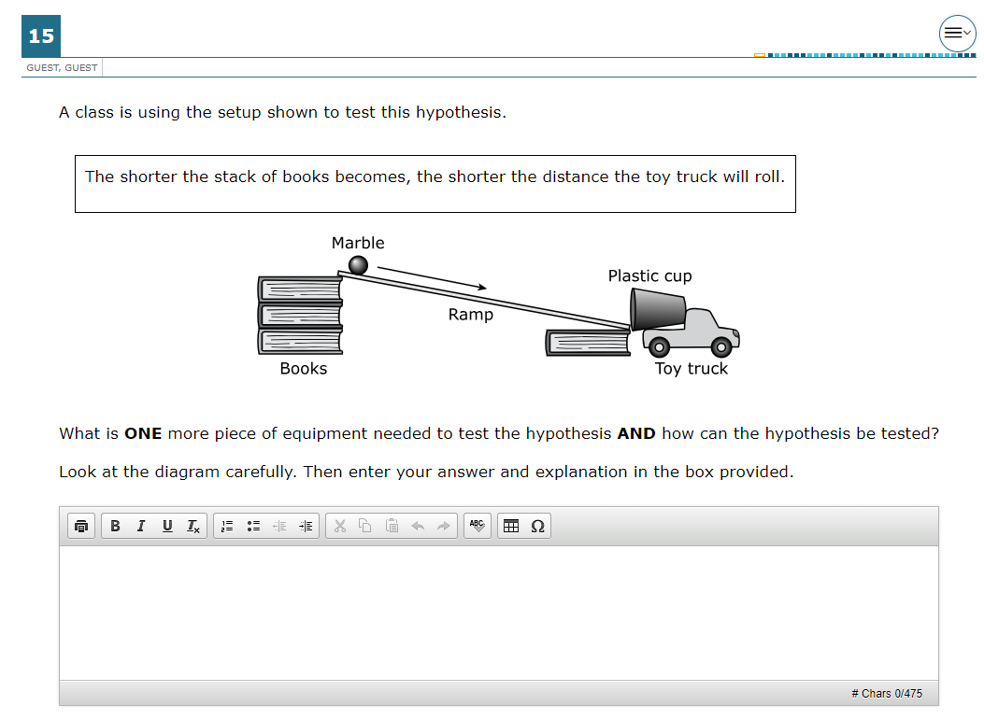 15
GUEST, GUEST
A class is using the setup shown to test this hypothesis.
The shorter the stack of books becomes, the shorter the distance the toy truck will roll.
Marble
Plastic cup
Ramp
Books
Toy truck
What is ONE more piece of equipment needed to test the hypothesis AND how can the hypothesis be tested?
Look at the diagram carefully. Then enter your answer and explanation in the box provided.
B I U Tx ABC Ω
# Chars 0/475